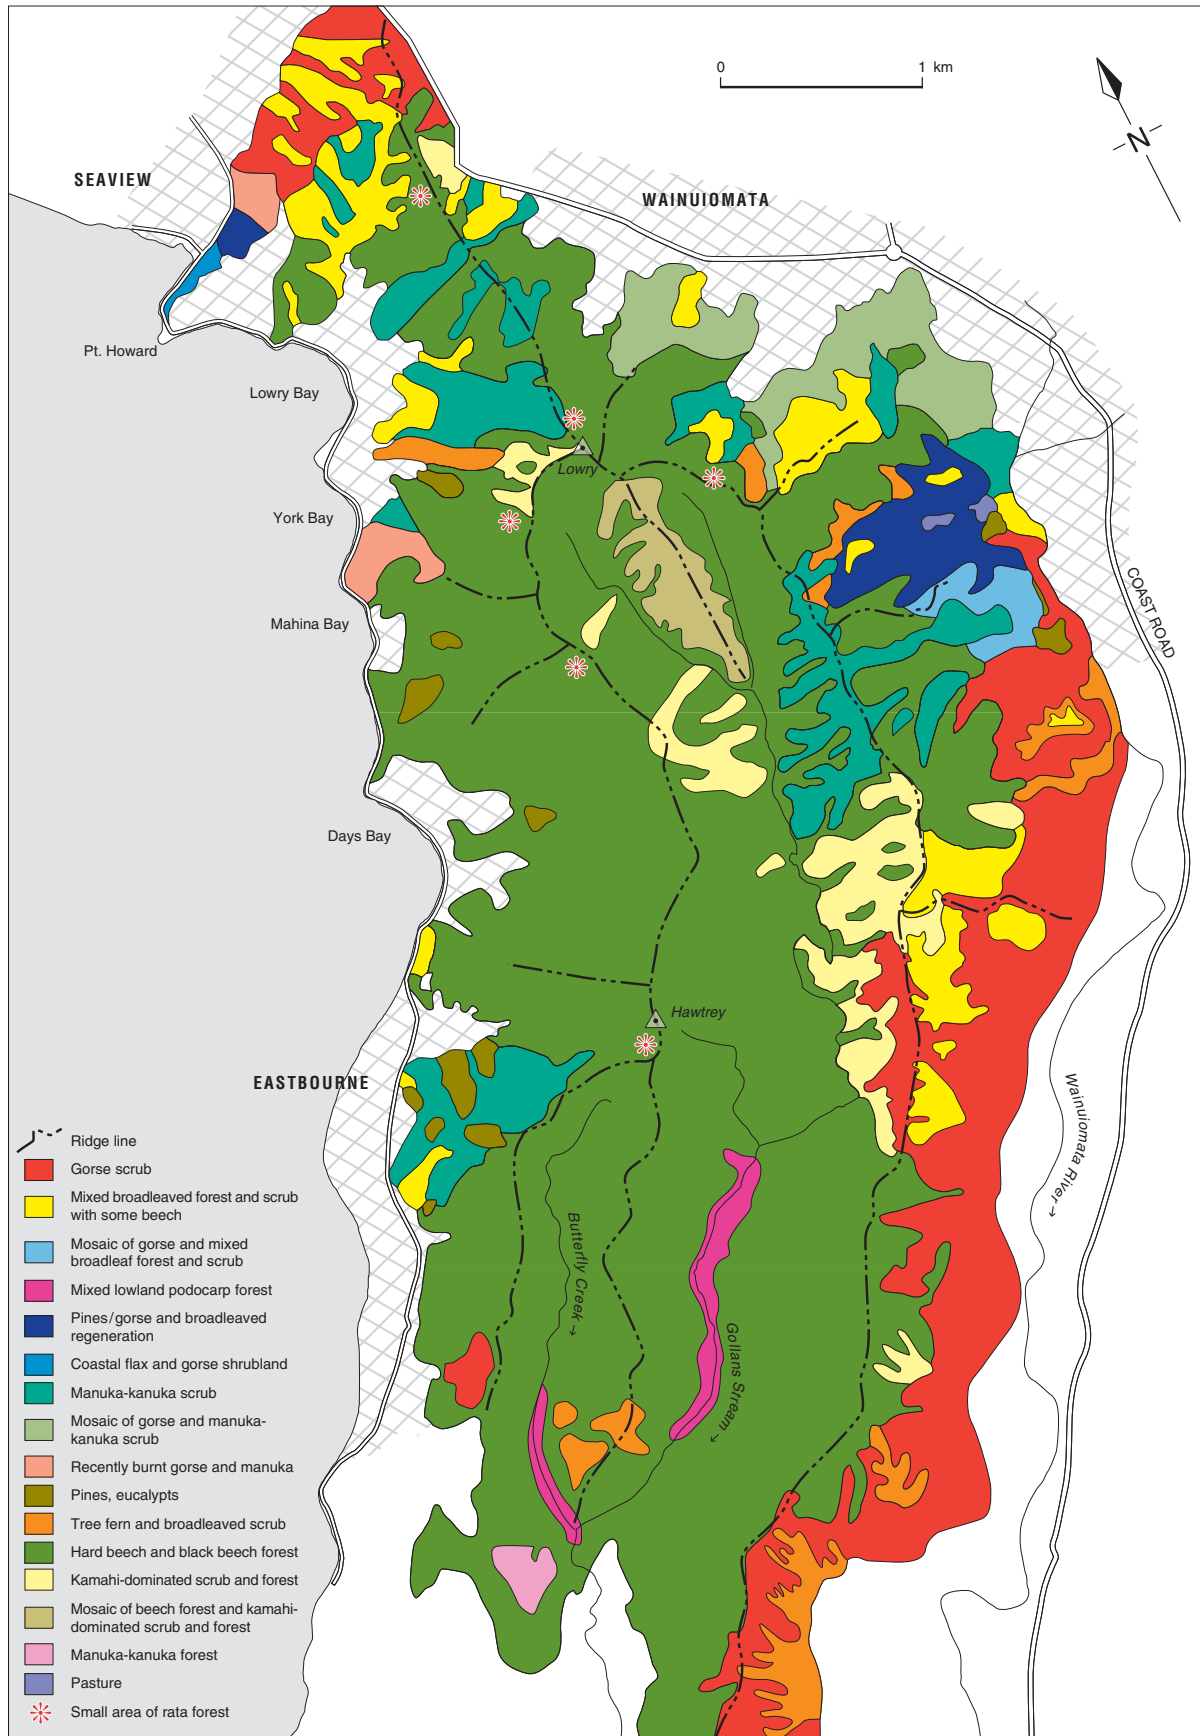 0 1 km
N
SEAVIEW
WAINUIOMATA
Pt. Howard
Lowry Bay
Lowry
York Bay
COAST ROAD
Mahina Bay
Days Bay
Hawtrey
EASTBOURNE
Wainuiomata River →
Butterfly Creek →
Gollans Stream →
Ridge line
Gorse scrub
Mixed broadleaved forest and scrub
with some beech
Mosaic of gorse and mixed
broadleaf forest and scrub
Mixed lowland podocarp forest
Pines/gorse and broadleaved
regeneration
Coastal flax and gorse shrubland
Manuka-kanuka scrub
Mosaic of gorse and manuka-
kanuka scrub
Recently burnt gorse and manuka
Pines, eucalypts
Tree fern and broadleaved scrub
Hard beech and black beech forest
Kamahi-dominated scrub and forest
Mosaic of beech forest and kamahi-
dominated scrub and forest
Manuka-kanuka forest
Pasture
Small area of rata forest